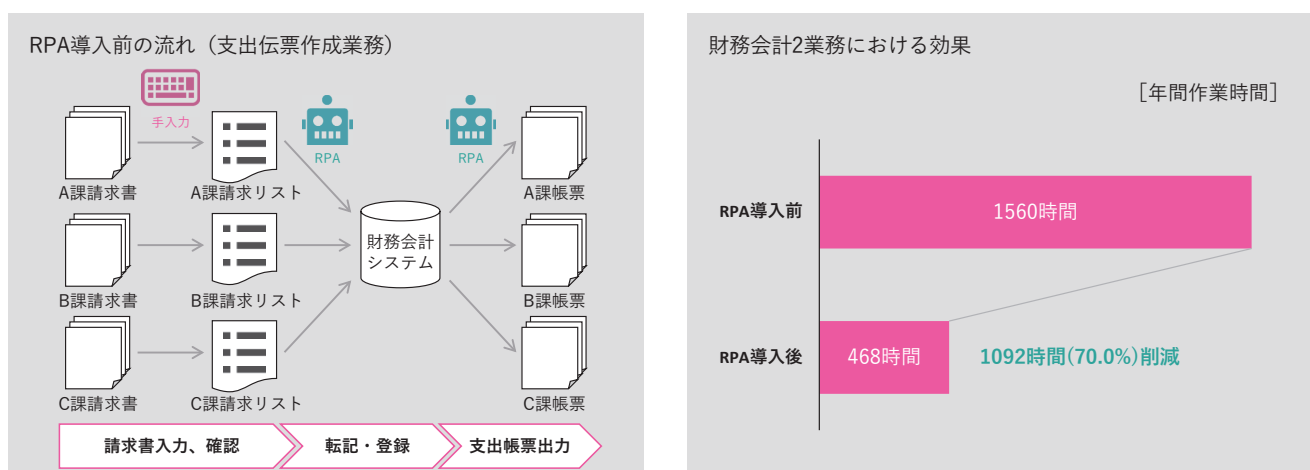 RPA導入前の流れ（支出伝票作成業務）
手入力
RPA
RPA
A課請求書
A課請求リスト
A課帳票
財務会計
システム
B課請求書
B課請求リスト
B課帳票
C課請求書
C課請求リスト
C課帳票
請求書入力、確認
転記・登録
支出帳票出力
財務会計2業務における効果
［年間作業時間］
RPA導入前
1560時間
RPA導入後
468時間
1092時間(70.0%)削減